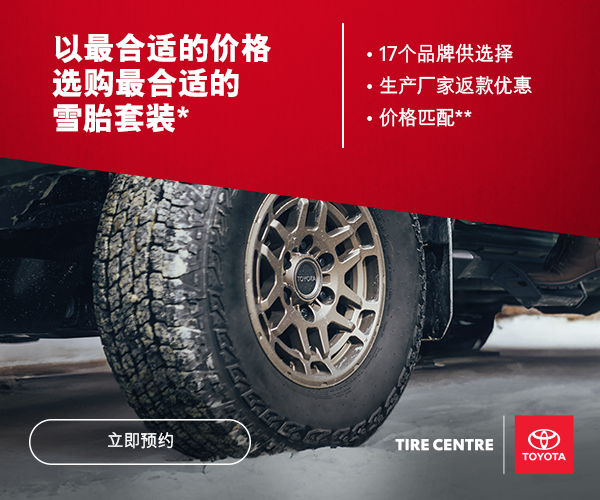 以最合适的价格
选购最合适的
雪胎套装*
• 17个品牌供选择
• 生产厂家返款优惠
• 价格匹配**
TOYOTA
立即预约
TIRE CENTRE
TOYOTA